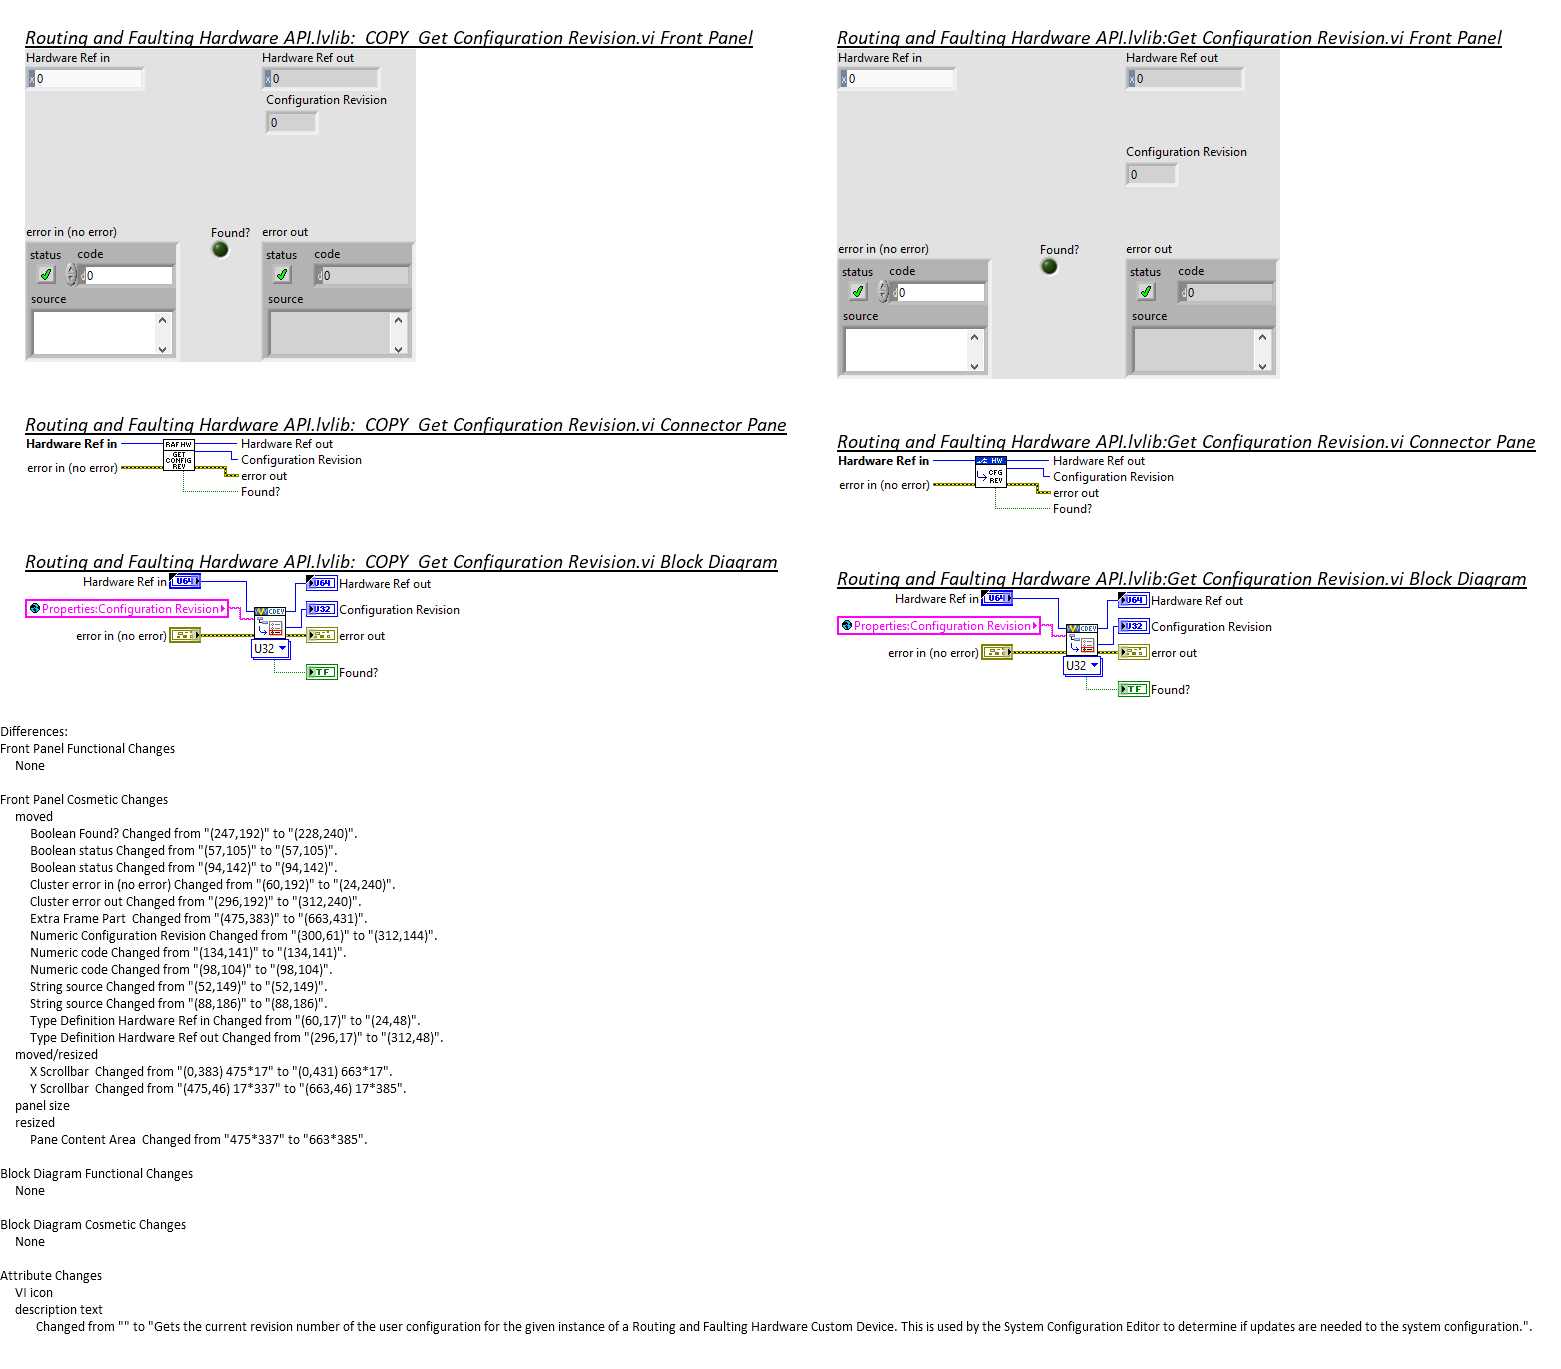 Routing and Faulting Hardware API.lvlib:  COPY  Get Configuration Revision.vi Front Panel
Hardware Ref in
Hardware Ref out
x 0
x 0
Configuration Revision
0
error in (no error)
Found?
error out
status
code
status
code
d 0
d 0
source
source
Routing and Faulting Hardware API.lvlib:  COPY  Get Configuration Revision.vi Connector Pane
Hardware Ref in
RAF HW
Hardware Ref out
GET
CONFIG
REV
Configuration Revision
error in (no error)
error out
Found?
Routing and Faulting Hardware API.lvlib:  COPY  Get Configuration Revision.vi Block Diagram
Hardware Ref in
U64
U64
Hardware Ref out
Properties:Configuration Revision
CDEV
U32
Configuration Revision
error in (no error)
error out
U32
TF
Found?
Routing and Faulting Hardware API.lvlib:Get Configuration Revision.vi Front Panel
Hardware Ref in
Hardware Ref out
x 0
x 0
Configuration Revision
0
error in (no error)
Found?
error out
status
code
status
code
d 0
d 0
source
source
Routing and Faulting Hardware API.lvlib:Get Configuration Revision.vi Connector Pane
Hardware Ref in
HW
Hardware Ref out
CFG
REV
Configuration Revision
error in (no error)
error out
Found?
Routing and Faulting Hardware API.lvlib:Get Configuration Revision.vi Block Diagram
Hardware Ref in
U64
U64
Hardware Ref out
Properties:Configuration Revision
CDEV
U32
Configuration Revision
error in (no error)
error out
U32
TF
Found?
Differences:
Front Panel Functional Changes
None
Front Panel Cosmetic Changes
moved
Boolean Found? Changed from "(247,192)" to "(228,240)".
Boolean status Changed from "(57,105)" to "(57,105)".
Boolean status Changed from "(94,142)" to "(94,142)".
Cluster error in (no error) Changed from "(60,192)" to "(24,240)".
Cluster error out Changed from "(296,192)" to "(312,240)".
Extra Frame Part  Changed from "(475,383)" to "(663,431)".
Numeric Configuration Revision Changed from "(300,61)" to "(312,144)".
Numeric code Changed from "(134,141)" to "(134,141)".
Numeric code Changed from "(98,104)" to "(98,104)".
String source Changed from "(52,149)" to "(52,149)".
String source Changed from "(88,186)" to "(88,186)".
Type Definition Hardware Ref in Changed from "(60,17)" to "(24,48)".
Type Definition Hardware Ref out Changed from "(296,17)" to "(312,48)".
moved/resized
X Scrollbar  Changed from "(0,383) 475*17" to "(0,431) 663*17".
Y Scrollbar  Changed from "(475,46) 17*337" to "(663,46) 17*385".
panel size
resized
Pane Content Area  Changed from "475*337" to "663*385".
Block Diagram Functional Changes
None
Block Diagram Cosmetic Changes
None
Attribute Changes
VI icon
description text
Changed from "" to "Gets the current revision number of the user configuration for the given instance of a Routing and Faulting Hardware Custom Device. This is used by the System Configuration Editor to determine if updates are needed to the system configuration.".